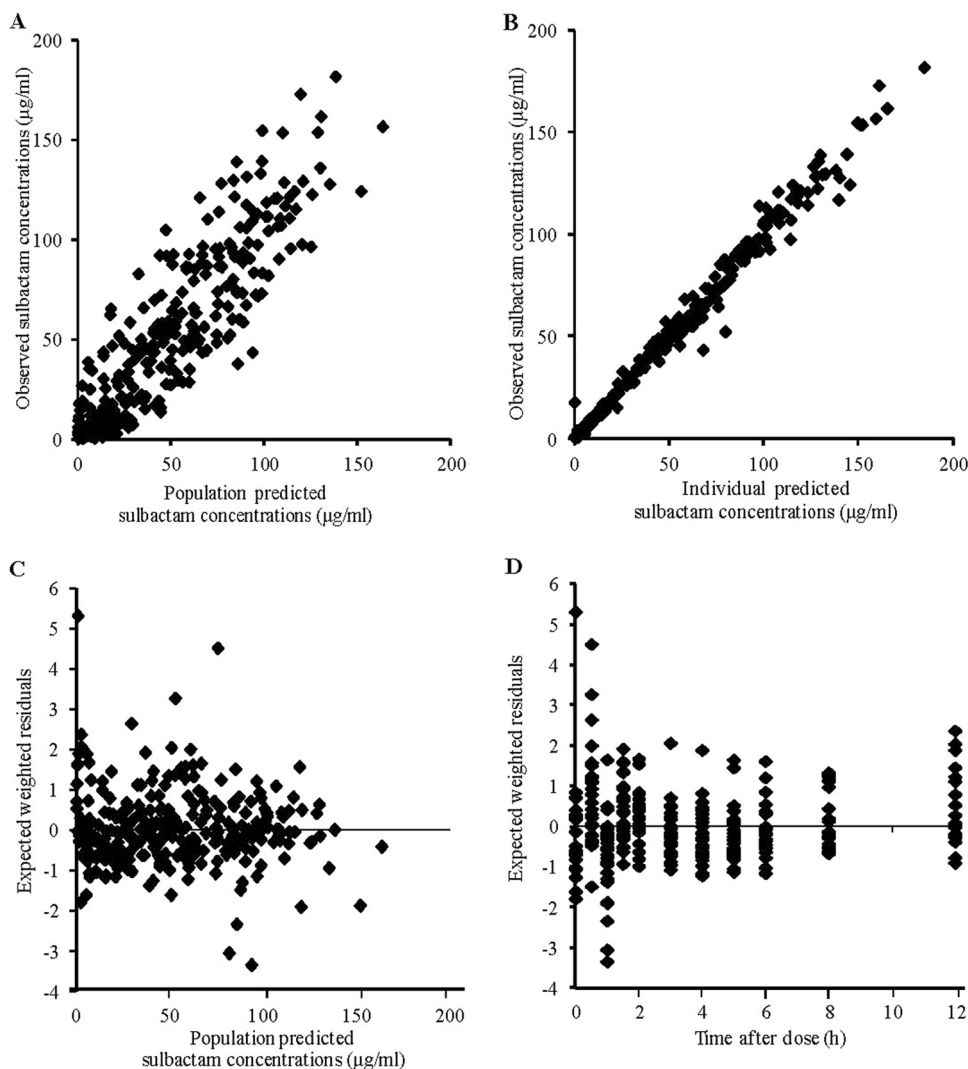 A
Observed sulbactam concentrations (µg/ml)
200
150
100
50
0
0 50 100 150 200
Population predicted
sulbactam concentrations (µg/ml)
B
Observed sulbactam concentrations (µg/ml)
200
150
100
50
0
0 50 100 150 200
Individual predicted
sulbactam concentrations (µg/ml)
C
Expected weighted residuals
6
5
4
3
2
1
0
-1
-2
-3
-4
0 50 100 150 200
Population predicted
sulbactam concentrations (µg/ml)
D
Expected weighted residuals
6
5
4
3
2
1
0
-1
-2
-3
-4
0 2 4 6 8 10 12
Time after dose (h)